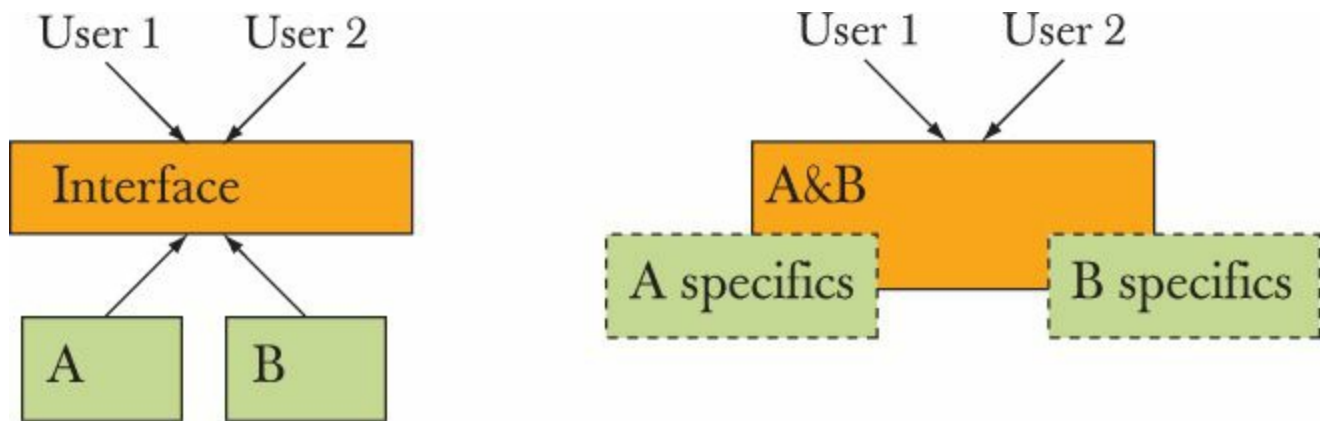 User 1 User 2
Interface
A B
User 1 User 2
A&B
A specifics B specifics